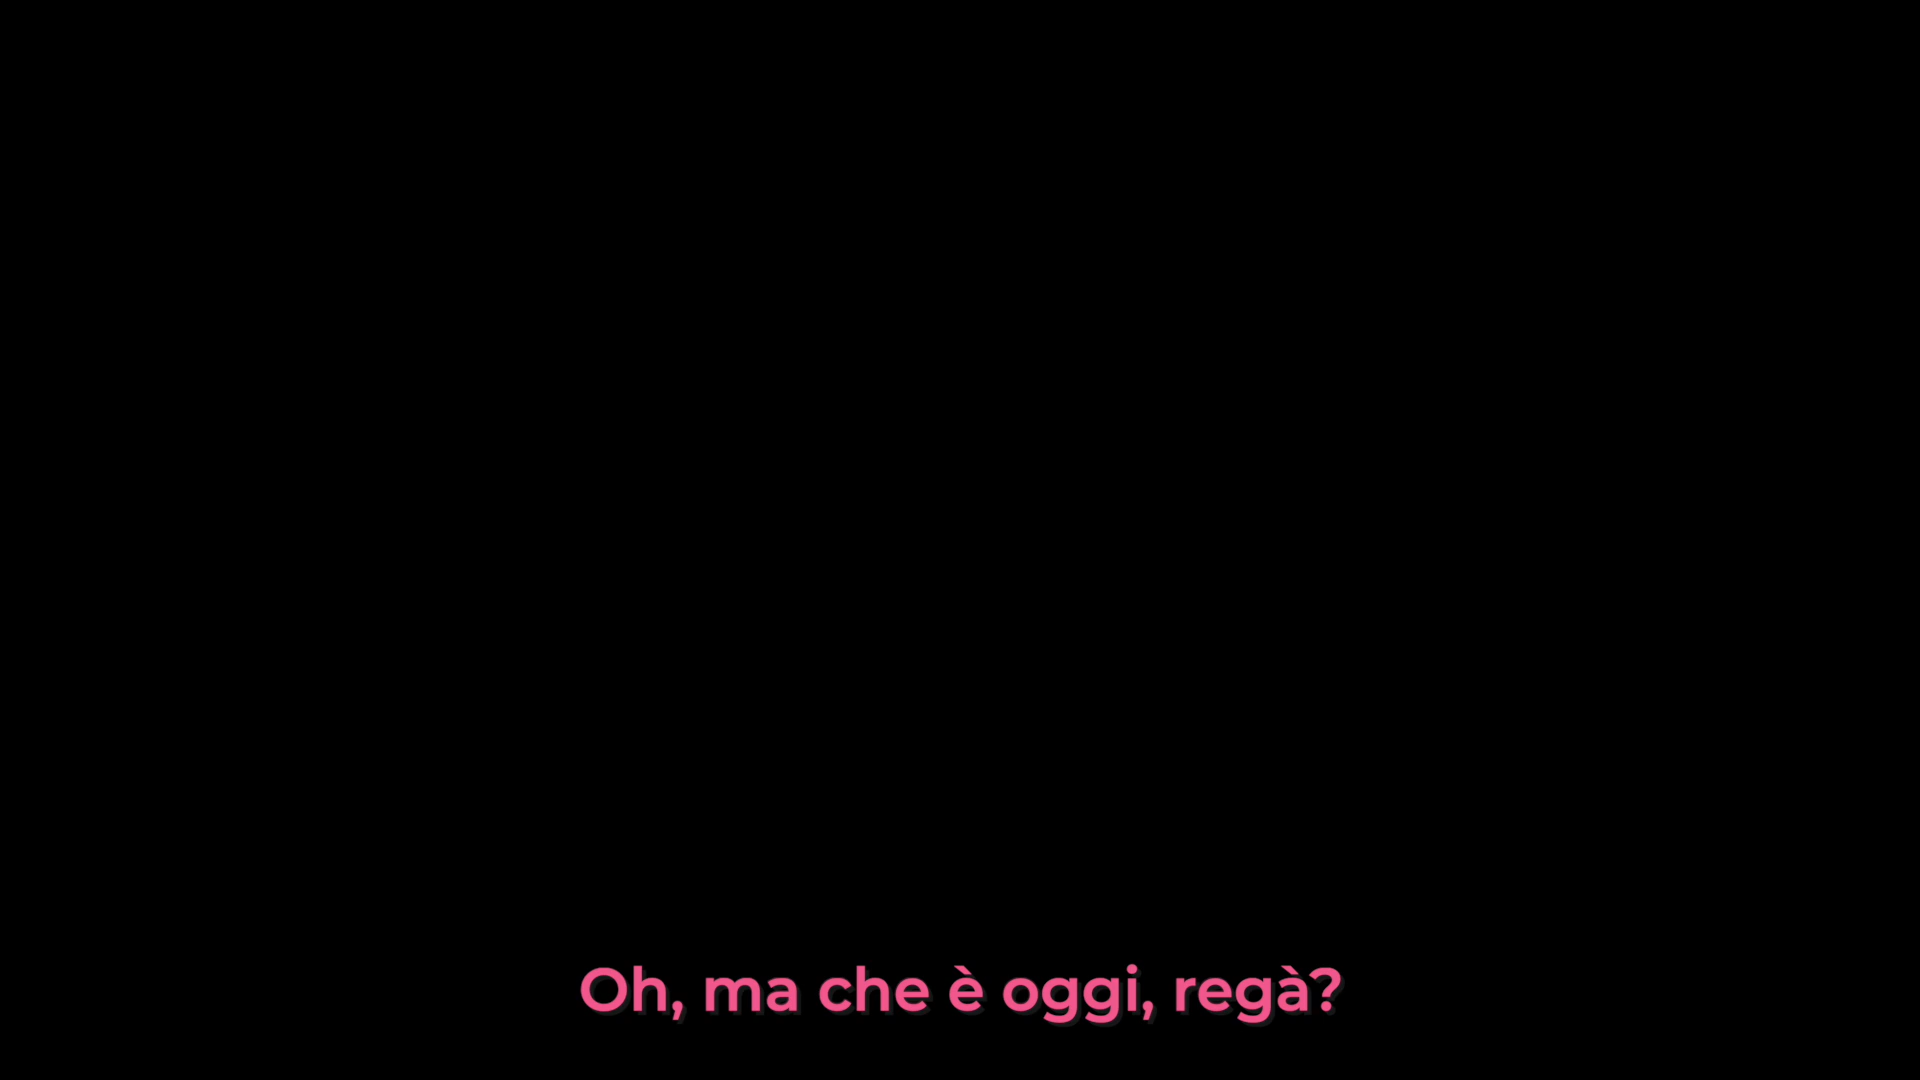 Oh, ma che è oggi, regà?